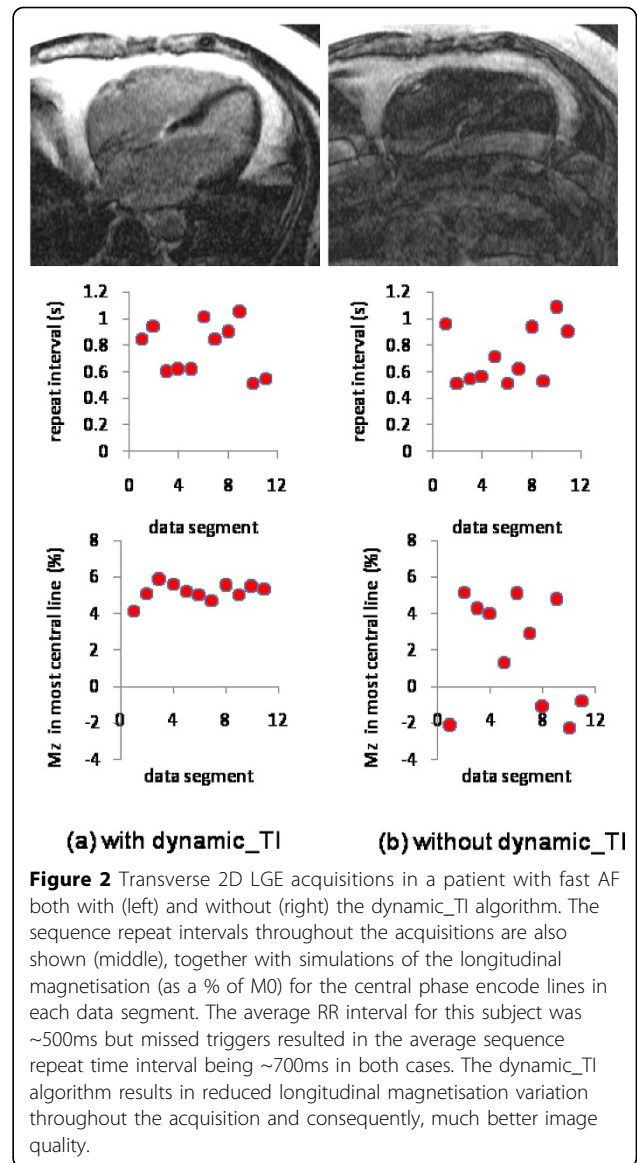 1.2
1
0.8
0.6
0.4
0.2
0
repeat interval (s)
0 4 8 12
data segment
1.2
1
0.8
0.6
0.4
0.2
0
repeat interval (s)
0 4 8 12
data segment
8
6
4
2
0
-2
-4
Mz in most central line (%)
0 4 8 12
data segment
8
6
4
2
0
-2
-4
Mz in most central line (%)
0 4 8 12
data segment
(a) with dynamic_TI
(b) without dynamic_TI
Figure 2 Transverse 2D LGE acquisitions in a patient with fast AF
both with (left) and without (right) the dynamic_TI algorithm. The
sequence repeat intervals throughout the acquisitions are also
shown (middle), together with simulations of the longitudinal
magnetisation (as a % of M0) for the central phase encode lines in
each data segment. The average RR interval for this subject was
~500ms but missed triggers resulted in the average sequence
repeat time interval being ~700ms in both cases. The dynamic_TI
algorithm results in reduced longitudinal magnetisation variation
throughout the acquisition and consequently, much better image
quality.